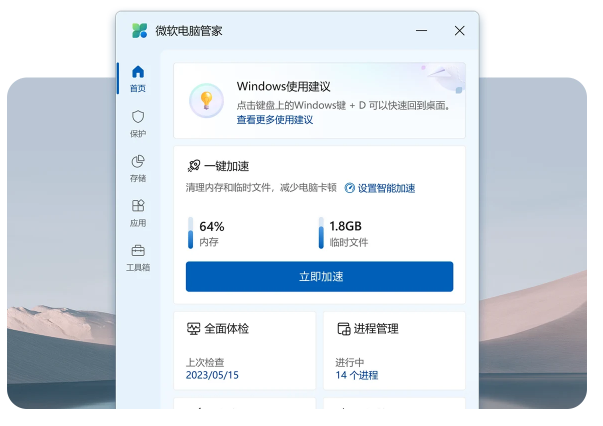 微软电脑管家
首页
保护
存储
应用
工具箱
Windows使用建议
点击键盘上的Windows键 + D 可以快速回到桌面。
查看更多使用建议
一键加速
清理内存和临时文件，减少电脑卡顿 设置智能加速
64% 1.8GB
内存 临时文件
立即加速
全面体检 进程管理
上次检查 进行中
2023/05/15 14 个进程